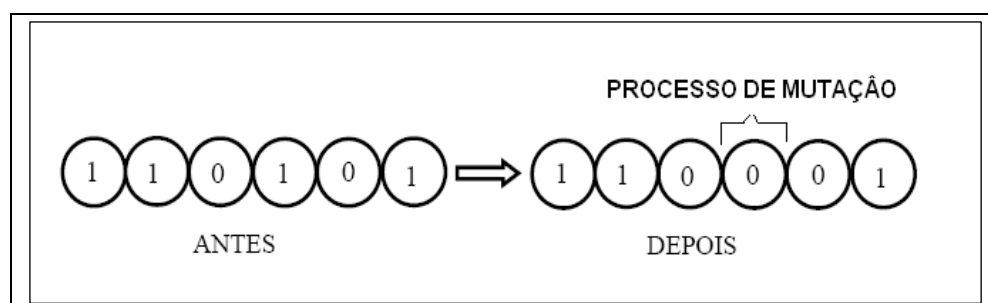 PROCESSO DE MUTAÇÂO
1 1 0 1 0 1 1 1 0 0 0 1
ANTES DEPOIS